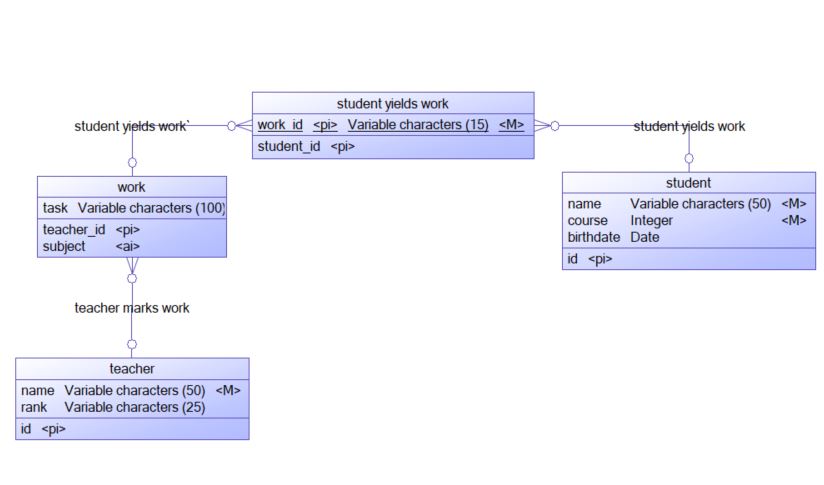 student yields work
work_id <pi> Variable characters (15) <M>
student_id <pi>
student yields work`
student yields work
work
task Variable characters (100)
teacher_id <pi>
subject <ai>
student
name Variable characters (50) <M>
course Integer <M>
birthdate Date
id <pi>
teacher marks work
teacher
name Variable characters (50) <M>
rank Variable characters (25)
id <pi>